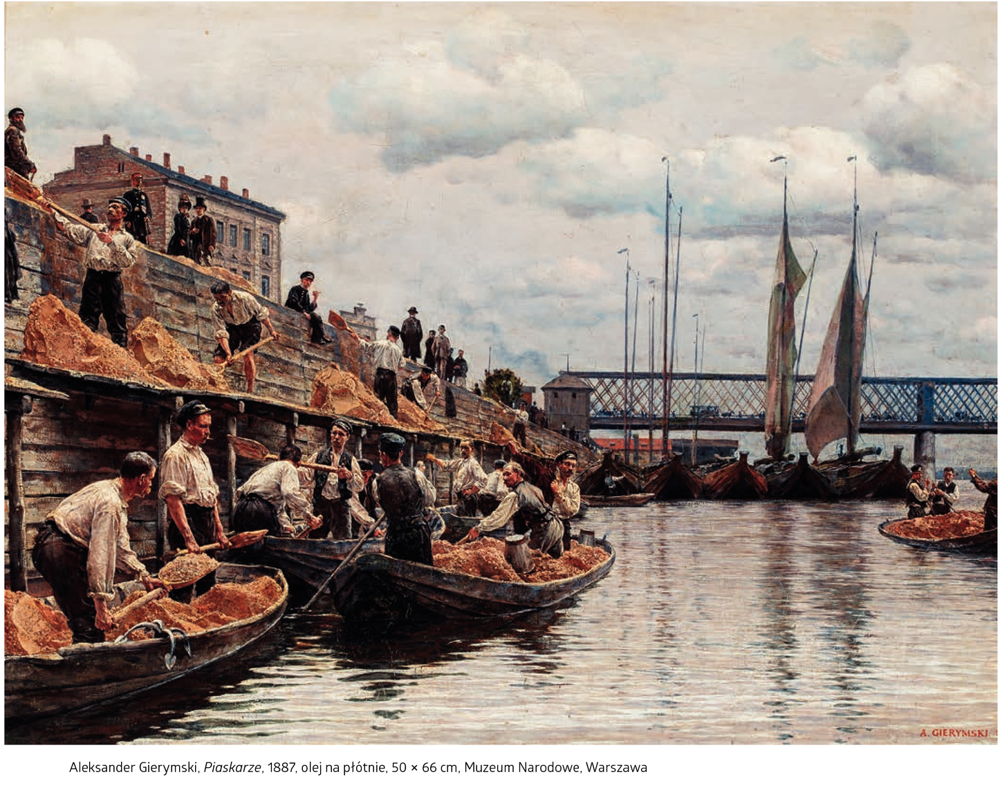 A. GIERYMSKI
Aleksander Gierymski, Piaskarze, 1887, olej na płótnie, 50 × 66 cm, Muzeum Narodowe, Warszawa